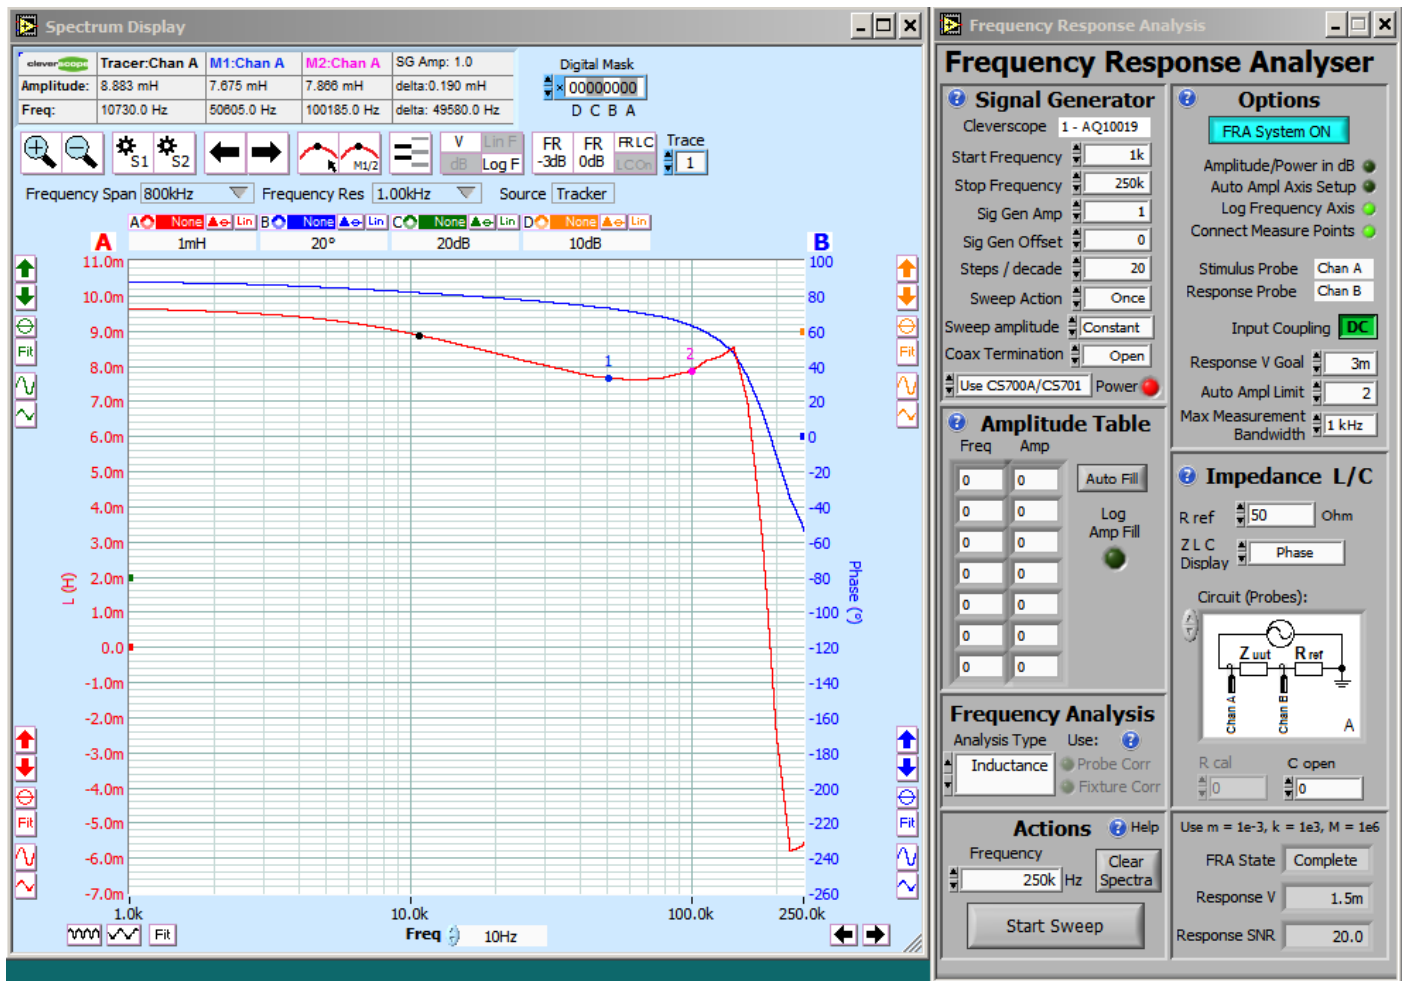 Spectrum Display
cleverscope Tracer:Chan A M1:Chan A M2:Chan A SG Amp: 1.0
Amplitude: 8.883 mH 7.675 mH 7.866 mH delta:0.190 mH
Freq: 10730.0 Hz 50605.0 Hz 100185.0 Hz delta: 49580.0 Hz
Digital Mask
x 00000000
D C B A
S1 S2 M1/2
V Lin F
dB Log F
FR -3dB
FR 0dB
FR LC
LC On
Trace
1
Frequency Span 800kHz Frequency Res 1.00kHz Source Tracker
A None Lin B None Lin C None Lin D None Lin
A 1mH 20° 20dB 10dB B
11.0m 100
10.0m 80
9.0m 60
Fit 8.0m 40 Fit
1 2
7.0m 20
6.0m 0
5.0m -20
4.0m -40
3.0m -60
2.0m -80
L (H)
Phase (º)
1.0m -100
0.0 -120
-1.0m -140
-2.0m -160
-3.0m -180
-4.0m -200
Fit -5.0m -220 Fit
-6.0m -240
-7.0m -260
1.0k 10.0k 100.0k 250.0k
Fit Freq 10Hz
Frequency Response Analysis
Frequency Response Analyser
Signal Generator
Cleverscope 1 - AQ10019
Start Frequency 1k
Stop Frequency 250k
Sig Gen Amp 1
Sig Gen Offset 0
Steps / decade 20
Sweep Action Once
Sweep amplitude Constant
Coax Termination Open
Use CS700A/CS701 Power
Options
FRA System ON
Amplitude/Power in dB
Auto Ampl Axis Setup
Log Frequency Axis
Connect Measure Points
Stimulus Probe Chan A
Response Probe Chan B
Input Coupling DC
Response V Goal 3m
Auto Ampl Limit 2
Max Measurement
Bandwidth 1 kHz
Amplitude Table
Freq Amp
0 0
0 0
0 0
0 0
0 0
0 0
0 0
Auto Fill
Log
Amp Fill
Impedance L/C
R ref 50 Ohm
Z L C
Display Phase
Circuit (Probes):
Z uut R ref
Chan A
Chan B
A
R cal C open
0 0
Frequency Analysis
Analysis Type Use:
Inductance Probe Corr
Fixture Corr
Actions Help
Frequency
250k Hz
Clear
Spectra
Start Sweep
Use m = 1e-3, k = 1e3, M = 1e6
FRA State Complete
Response V 1.5m
Response SNR 20.0